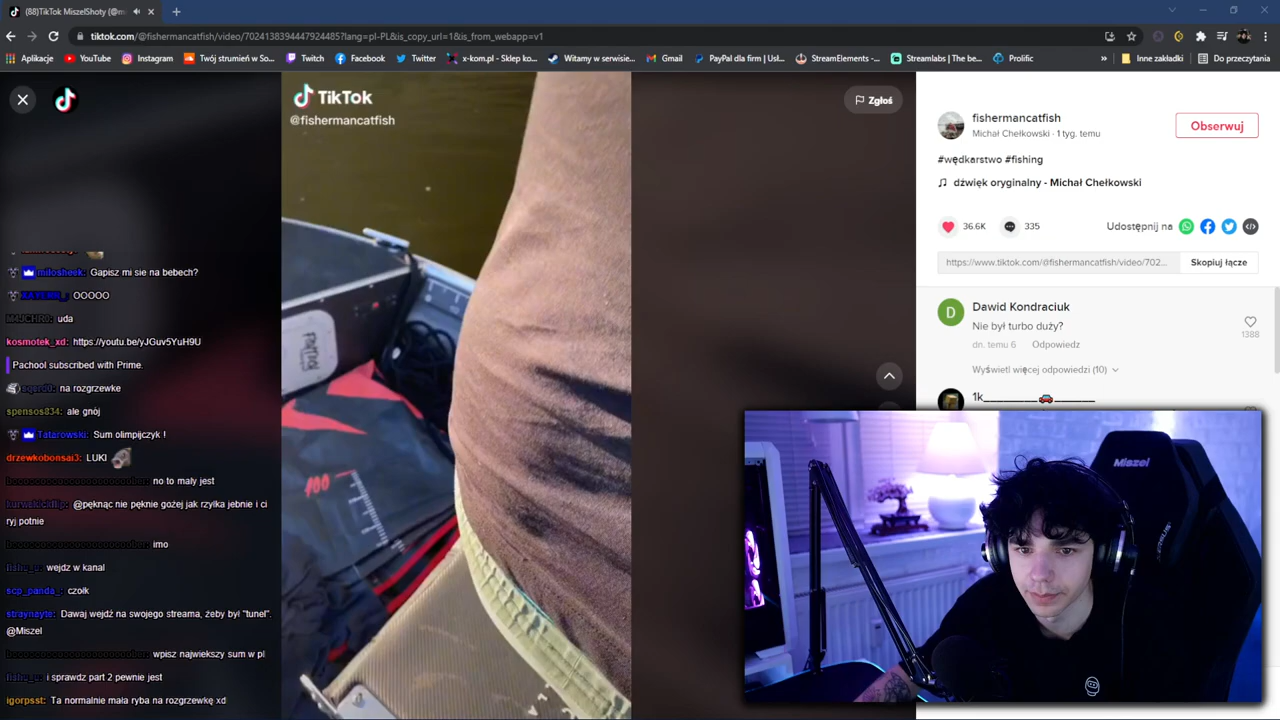 (88)TikTok MiszelShoty (@m
tiktok.com/@fishermancatfish/video/7024138394447924485?lang=pl-PL&is_copy_url=1&is_from_webapp=v1
Aplikacje YouTube Instagram Twój strumień w So... Twitch Facebook Twitter x-kom.pl - Sklep ko... Witamy w serwisie... Gmail PayPal dla firm | Usł... StreamElements -... Streamlabs | The be... Prolific » Inne zakładki Do przeczytania
TikTok
@fishermancatfish
Zgłoś
fishermancatfish
Michał Chełkowski · 1 tyg. temu
Obserwuj
#wędkarstwo #fishing
dźwięk oryginalny - Michał Chełkowski
36.6K 335 Udostępnij na
https://www.tiktok.com/@fishermancatfish/video/702... Skopiuj łącze
Dawid Kondraciuk
D
Nie był turbo duży?
1388
dn. temu 6 Odpowiedz
Wyświetl więcej odpowiedzi (10)
1k
milosheek: Gapisz mi sie na bebech?
OOOOO
M4JCHR0: uda
kosmotek_xd: https://youtu.be/yJGuv5YuH9U
Pachool subscribed with Prime.
na rozgrzewke
spensos834: ale gnój
Tatarowski: Sum olimpijczyk !
drzewkobonsai3: LUKI
no to mały jest
@pęknąc nie pęknie gożej jak rzyłka jebnie i ci
ryj potnie
imo
wejdz w kanal
scp_panda_: czolk
straynayte: Dawaj wejdź na swojego streama, żeby był "tunel".
@Miszel
wpisz najwiekszy sum w pl
i sprawdz part 2 pewnie jest
igorpsst: Ta normalnie mała ryba na rozgrzewkę xd
400
Miszel